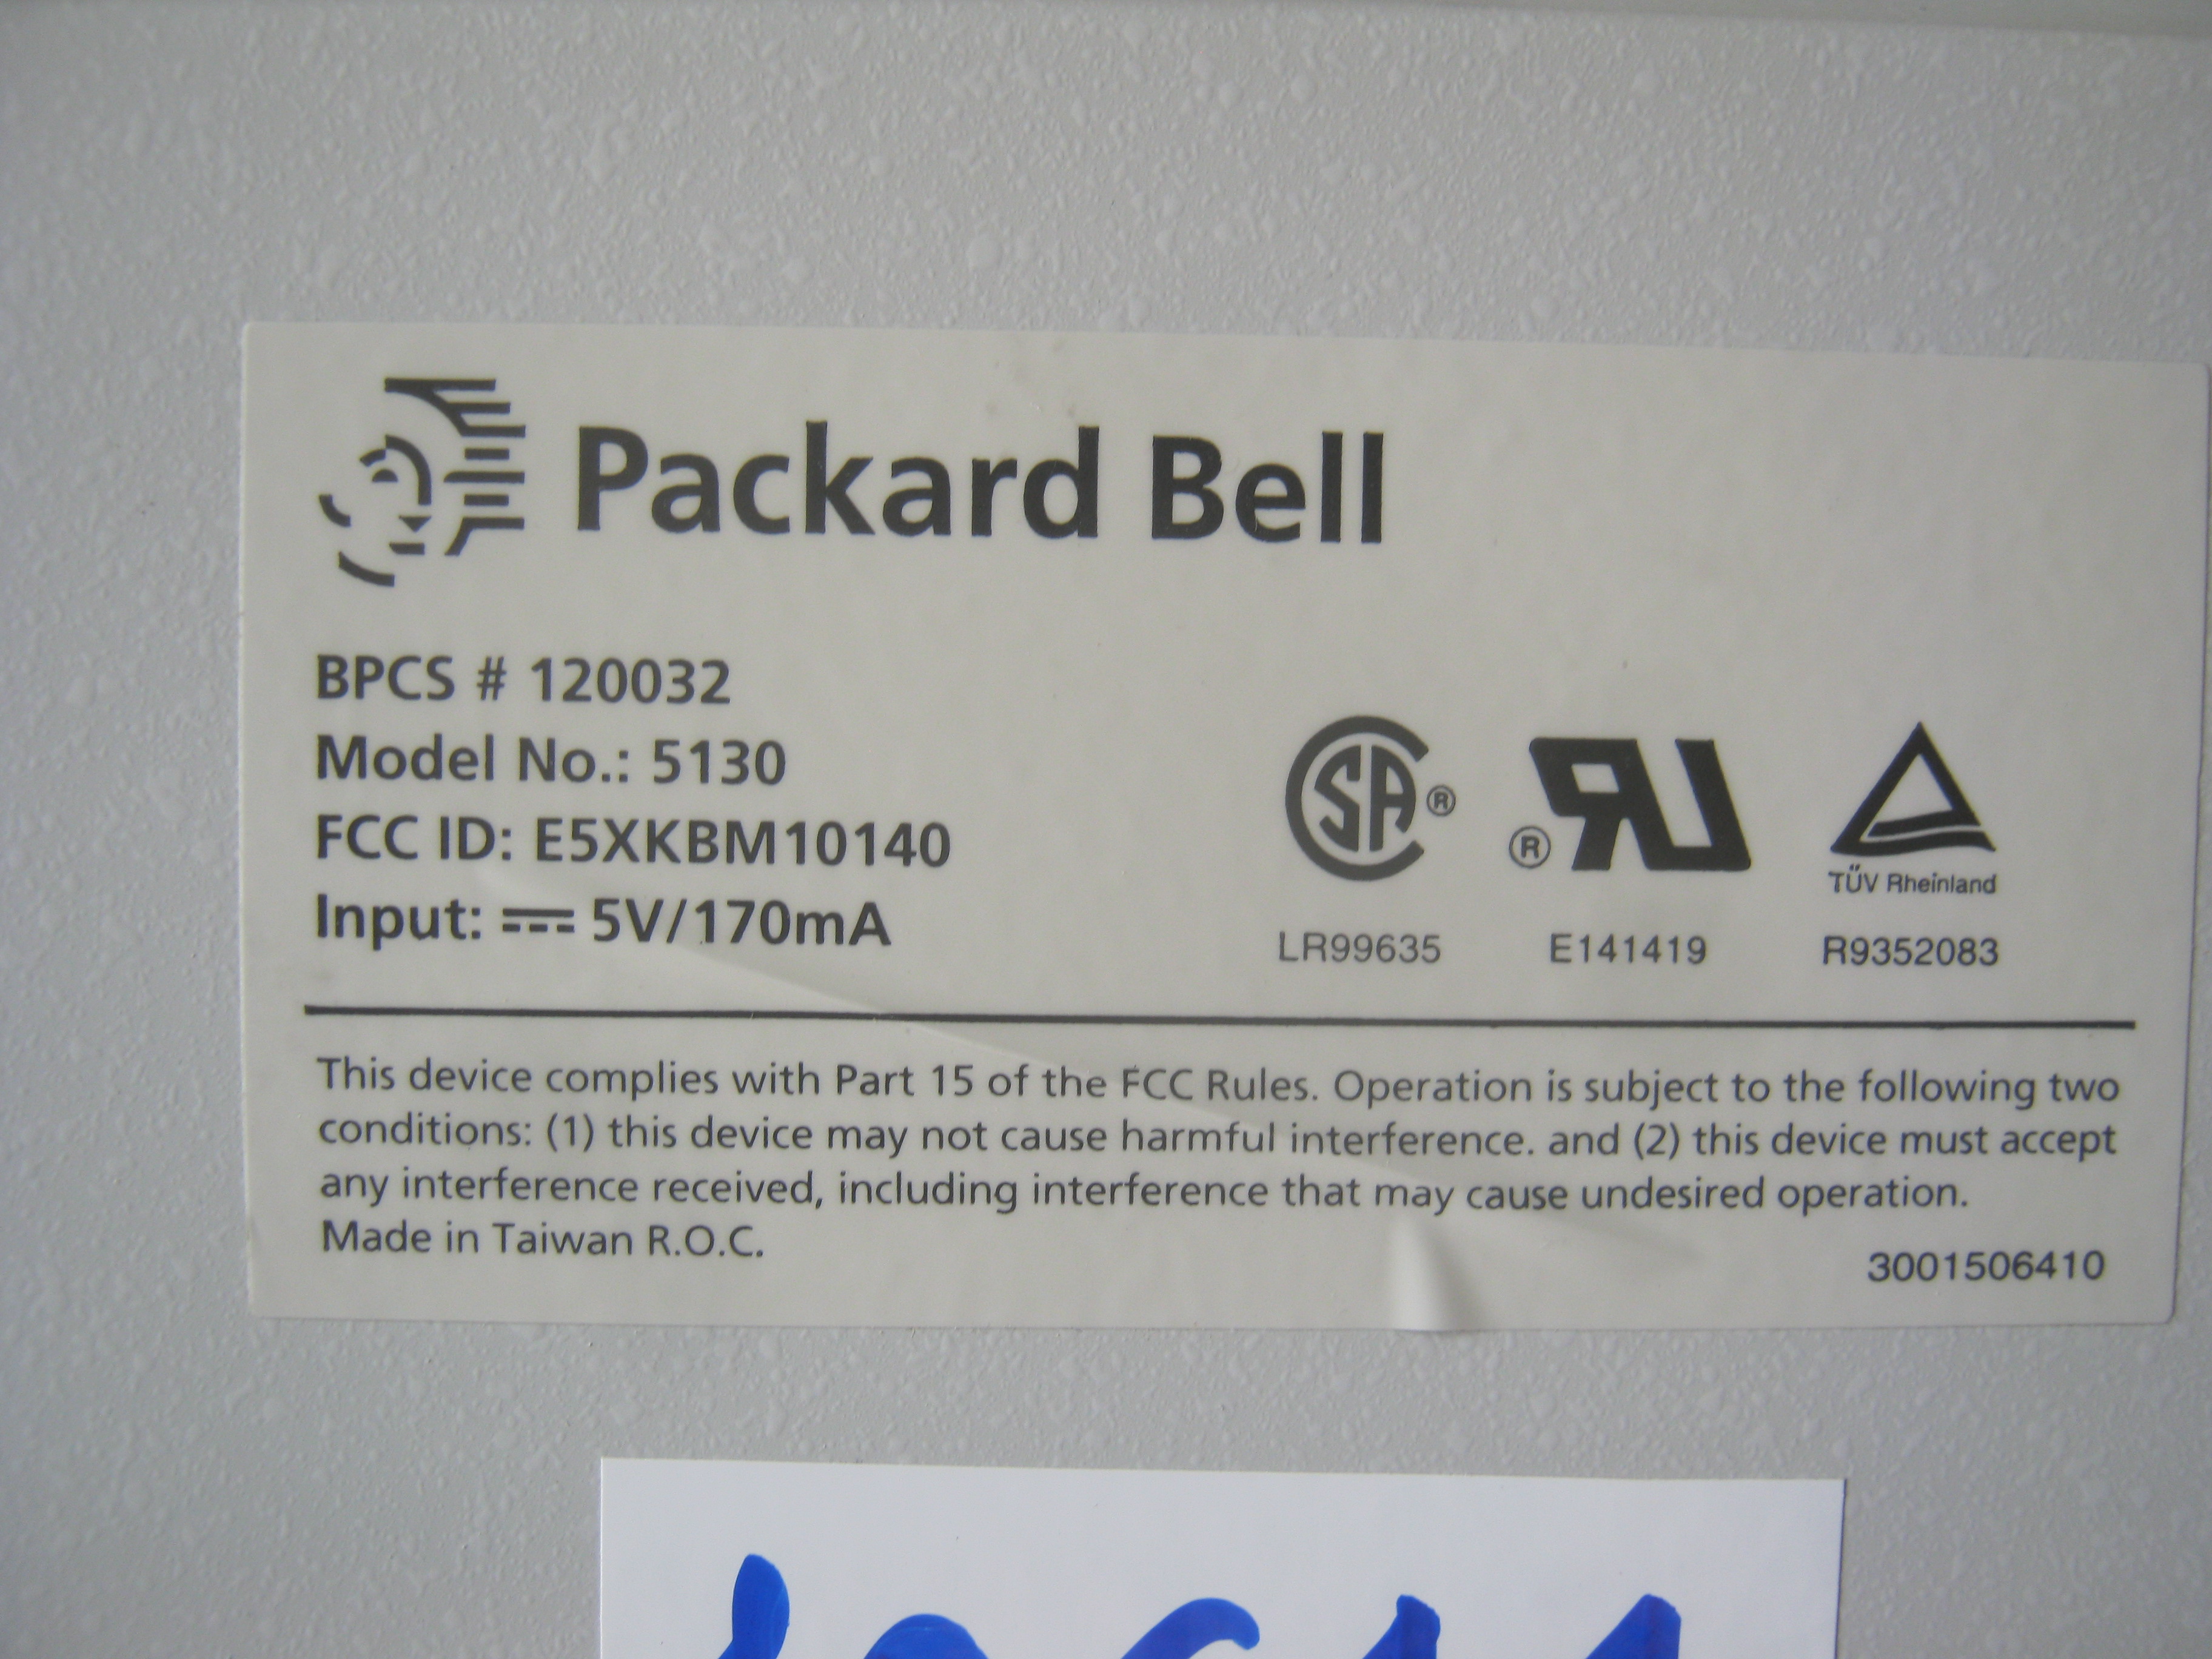 Packard Bell
BPCS # 120032
Model No.: 5130
FCC ID: E5XKBM10140
Input: ⎓ 5V/170mA
SA® ®UR TÜV Rheinland
LR99635 E141419 R9352083
This device complies with Part 15 of the FCC Rules. Operation is subject to the following two
conditions: (1) this device may not cause harmful interference. and (2) this device must accept
any interference received, including interference that may cause undesired operation.
Made in Taiwan R.O.C.
3001506410